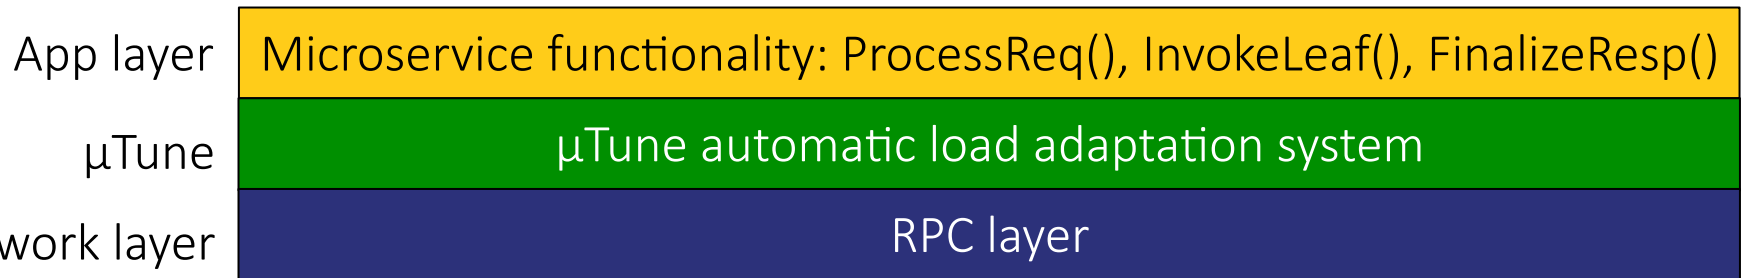 App layer Microservice functionality: ProcessReq(), InvokeLeaf(), FinalizeResp()
μTune μTune automatic load adaptation system
work layer RPC layer